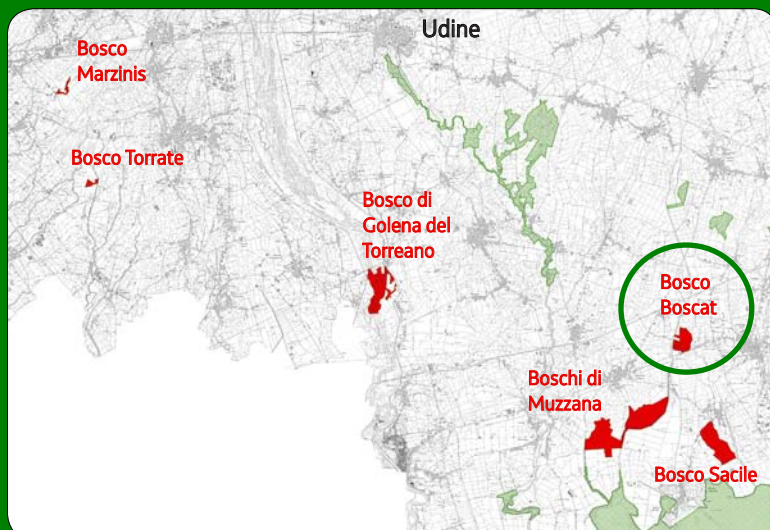 Udine
Bosco
Marzinis
Bosco Torrate
Bosco di
Golena del
Torreano
Bosco
Boscat
Boschi di
Muzzana
Bosco Sacile